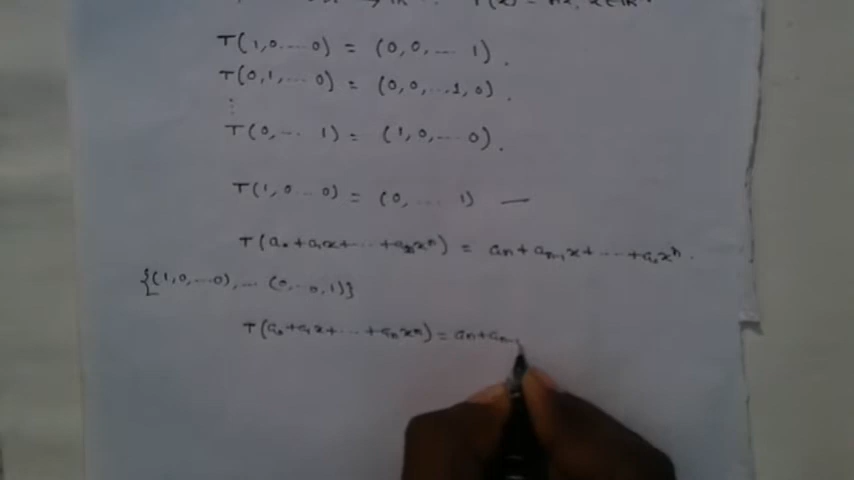 T(1,0....0) = (0,0,... 1).
T(0,1,...0) = (0,0,...1,0).
⋮
T(0,... 1) = (1,0,...0).
T(1,0...0) = (0,... 1) —
T(a₀+a₁x+...+aₙxⁿ) = aₙ+aₙ₋₁x+....+a₀xⁿ.
{(1,0,...0),... (0,...0,1)}
T(a₀+a₁x+...+aₙxⁿ) = aₙ+aₙ₋